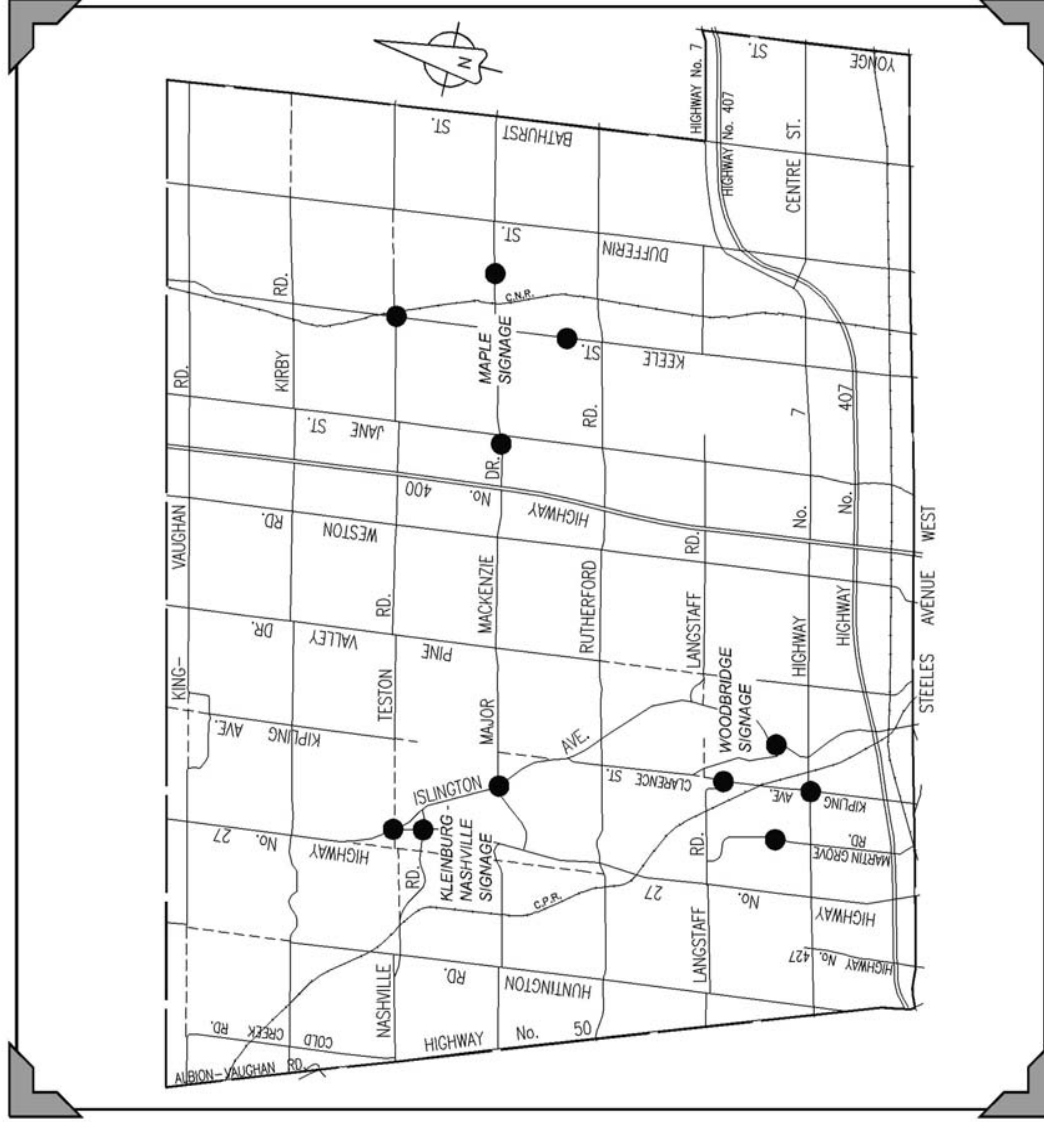 N
HIGHWAY No. 7
ST.
YONGE
HIGHWAY No. 407
CENTRE ST.
ST.
BATHURST
ST.
DUFFERIN
RD.
C.N.R.
MAPLE
SIGNAGE
ST.
KEELE
RD.
KIRBY
RD.
JANE ST.
DR.
7
407
No. 400
HIGHWAY
VAUGHAN
RD.
WESTON
RD.
MACKENZIE
RUTHERFORD
RD.
LANGSTAFF
No.
HIGHWAY
No.
HIGHWAY
STEELES AVENUE WEST
DR.
VALLEY
PINE
KING-
TESTON
MAJOR
WOODBRIDGE
SIGNAGE
KIPLING AVE.
ISLINGTON
AVE.
CLARENCE ST.
KIPLING
AVE.
MARTIN GROVE
RD.
HIGHWAY No. 27
RD.
KLEINBURG
NASHVILLE
SIGNAGE
C.P.R.
RD.
LANGSTAFF
HIGHWAY No. 27
HIGHWAY No. 427
NASHVILLE
HUNTINGTON
RD.
COLD CREEK RD.
HIGHWAY No. 50
ALBION-VAUGHAN RD.